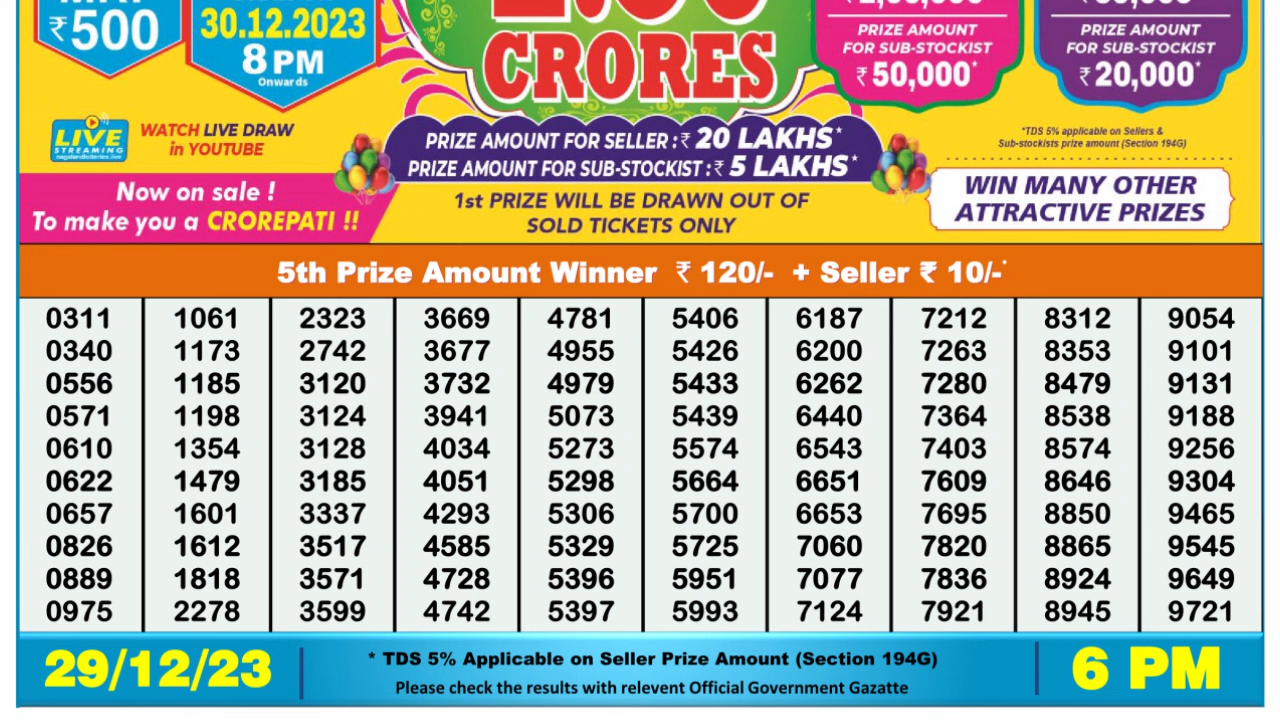 ₹500
30.12.2023
8 PM
Onwards
CRORES
PRIZE AMOUNT
FOR SUB-STOCKIST
₹ 50,000*
PRIZE AMOUNT
FOR SUB-STOCKIST
₹ 20,000*
LIVE
STREAMING
nagalandlotteries.live
WATCH LIVE DRAW
in YOUTUBE
PRIZE AMOUNT FOR SELLER : ₹ 20 LAKHS*
PRIZE AMOUNT FOR SUB-STOCKIST : ₹ 5 LAKHS*
*TDS 5% applicable on Sellers &
Sub-stockists prize amount (Section 194G)
Now on sale !
To make you a CROREPATI !!
1st PRIZE WILL BE DRAWN OUT OF
SOLD TICKETS ONLY
WIN MANY OTHER
ATTRACTIVE PRIZES
5th Prize Amount Winner ₹ 120/- + Seller ₹ 10/-*
0311 1061 2323 3669 4781 5406 6187 7212 8312 9054
0340 1173 2742 3677 4955 5426 6200 7263 8353 9101
0556 1185 3120 3732 4979 5433 6262 7280 8479 9131
0571 1198 3124 3941 5073 5439 6440 7364 8538 9188
0610 1354 3128 4034 5273 5574 6543 7403 8574 9256
0622 1479 3185 4051 5298 5664 6651 7609 8646 9304
0657 1601 3337 4293 5306 5700 6653 7695 8850 9465
0826 1612 3517 4585 5329 5725 7060 7820 8865 9545
0889 1818 3571 4728 5396 5951 7077 7836 8924 9649
0975 2278 3599 4742 5397 5993 7124 7921 8945 9721
29/12/23
* TDS 5% Applicable on Seller Prize Amount (Section 194G)
Please check the results with relevent Official Government Gazatte
6 PM